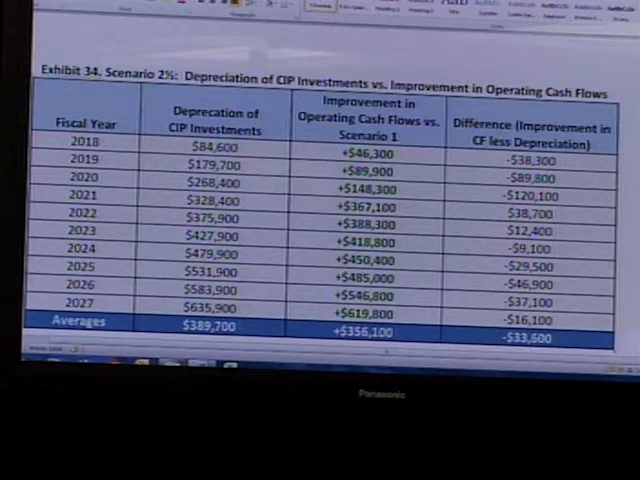 Exhibit 34. Scenario 2½: Depreciation of CIP Investments vs. Improvement in Operating Cash Flows
Fiscal Year | Deprecation of CIP Investments | Improvement in Operating Cash Flows vs. Scenario 1 | Difference (Improvement in CF less Depreciation)
2018 $84,600 +$46,300 -$38,300
2019 $179,700 +$89,900 -$89,800
2020 $268,400 +$148,300 -$120,100
2021 $328,400 +$367,100 $38,700
2022 $375,900 +$388,300 $12,400
2023 $427,900 +$418,800 -$9,100
2024 $479,900 +$450,400 -$29,500
2025 $531,900 +$485,000 -$46,900
2026 $583,900 +$546,800 -$37,100
2027 $635,900 +$619,800 -$16,100
Averages $389,700 +$356,100 -$33,600
Panasonic